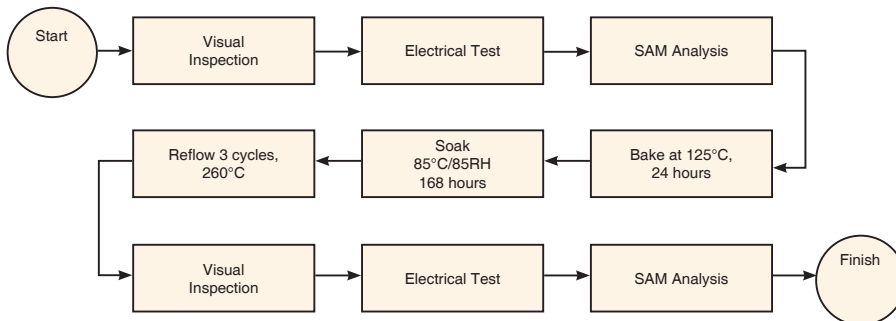 Start
Visual
Inspection
Electrical Test
SAM Analysis
Bake at 125°C,
24 hours
Soak
85°C/85RH
168 hours
Reflow 3 cycles,
260°C
Visual
Inspection
Electrical Test
SAM Analysis
Finish